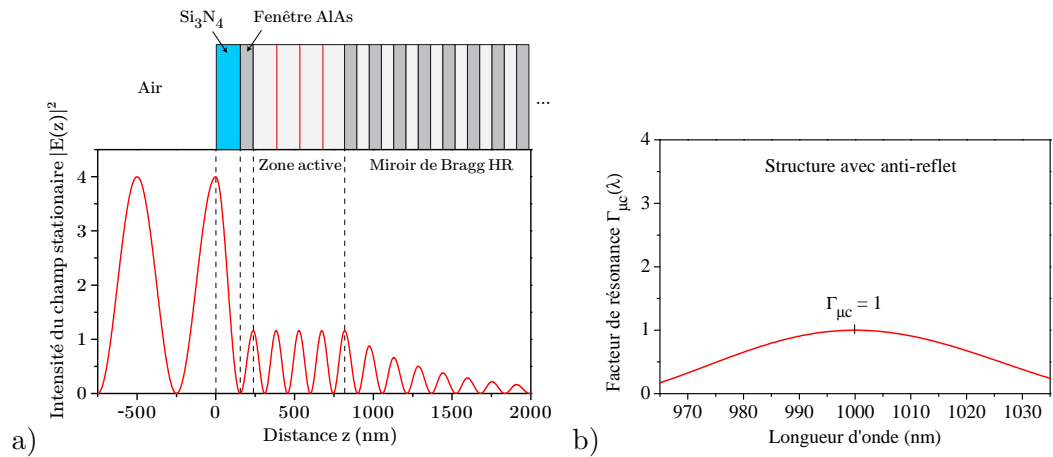 Si3N4
Fenêtre AlAs
Air
...
Zone active
Miroir de Bragg HR
Intensité du champ stationaire |E(z)|²
4
3
2
1
0
-500
0
500
1000
1500
2000
Distance z (nm)
a)
Structure avec anti-reflet
Γμc = 1
Facteur de résonance Γμc(λ)
4
3
2
1
0
970
980
990
1000
1010
1020
1030
Longueur d'onde (nm)
b)